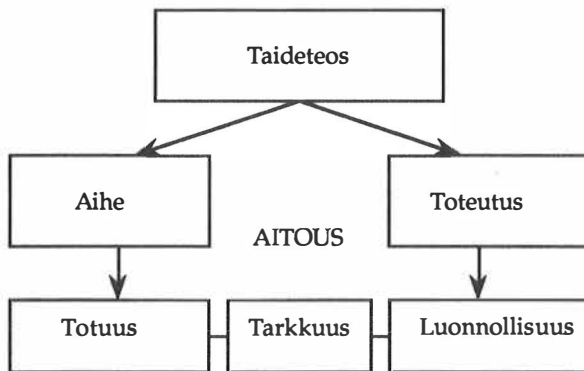 Taideteos
Aihe
Toteutus
AITOUS
Totuus
Tarkkuus
Luonnollisuus